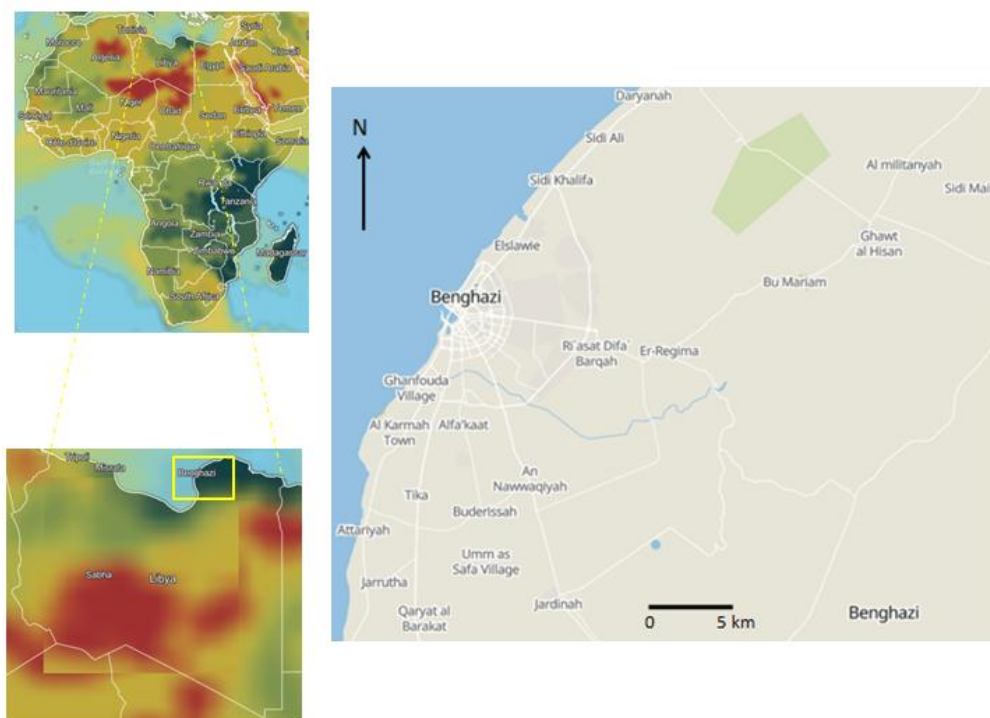 Syria
Tunisia
Morocco
Jordan
Algeria
Libya
Egypt
Kuwait
Saudi Arabia
Mauritania
Mali
Niger
Chad
Sudan
Eritrea
Yemen
Senegal
Nigeria
Ethiopia
Côte d'Ivoire
Somalia
Tanzania
Angola
Zambia
Zimbabwe
Madagascar
Namibia
South Africa
N
Daryanah
Sidi Ali
Al militanyah
Sidi Khalifa
Sidi Mai
Elslawie
Ghawt
al Hisan
Bu Mariam
Benghazi
Ri'asat Difa'
Barqah
Er-Regima
Ghanfouda
Village
Al Karmah
Town
Alfa'kaat
An
Nawwaqiyah
Tika
Buderissah
Attariyah
Umm as
Safa Village
Jarrutha
Jardinah
Qaryat al
Barakat
0
5 km
Benghazi
Tripoli
Misrata
Benghazi
Sabha
Libya